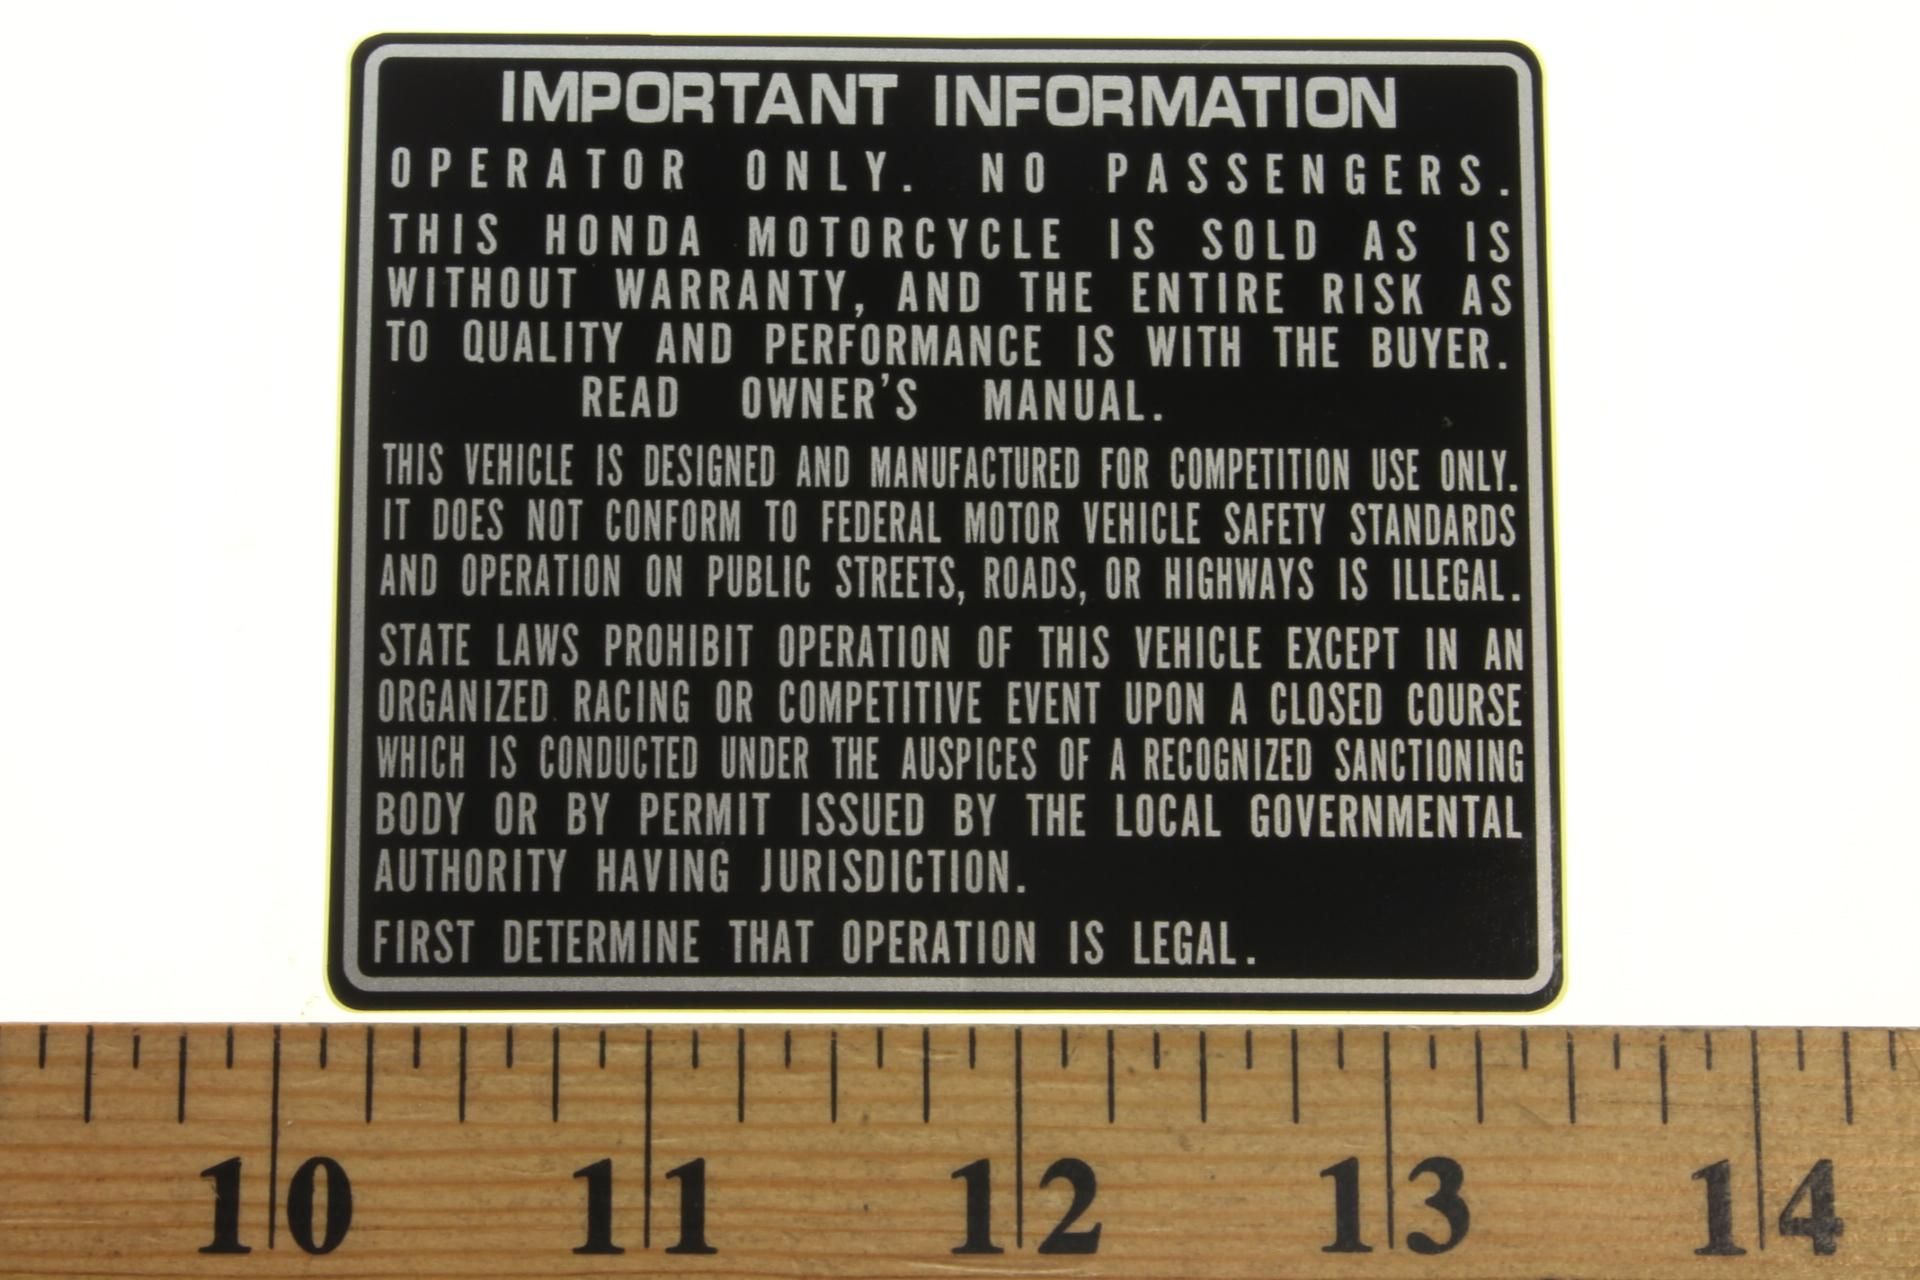 IMPORTANT INFORMATION
OPERATOR ONLY. NO PASSENGERS.
THIS HONDA MOTORCYCLE IS SOLD AS IS
WITHOUT WARRANTY, AND THE ENTIRE RISK AS
TO QUALITY AND PERFORMANCE IS WITH THE BUYER.
READ OWNER'S MANUAL.
THIS VEHICLE IS DESIGNED AND MANUFACTURED FOR COMPETITION USE ONLY.
IT DOES NOT CONFORM TO FEDERAL MOTOR VEHICLE SAFETY STANDARDS
AND OPERATION ON PUBLIC STREETS, ROADS, OR HIGHWAYS IS ILLEGAL.
STATE LAWS PROHIBIT OPERATION OF THIS VEHICLE EXCEPT IN AN
ORGANIZED RACING OR COMPETITIVE EVENT UPON A CLOSED COURSE
WHICH IS CONDUCTED UNDER THE AUSPICES OF A RECOGNIZED SANCTIONING
BODY OR BY PERMIT ISSUED BY THE LOCAL GOVERNMENTAL
AUTHORITY HAVING JURISDICTION.
FIRST DETERMINE THAT OPERATION IS LEGAL.
10 11 12 13 14